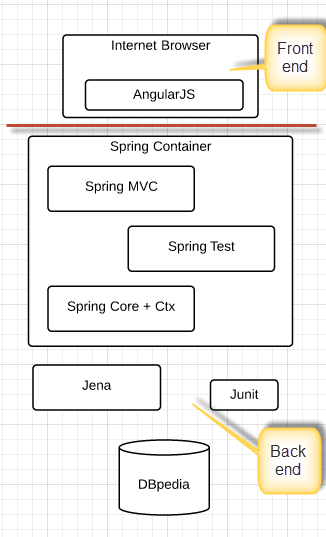 Internet Browser
Front
end
AngularJS
Spring Container
Spring MVC
Spring Test
Spring Core + Ctx
Jena
Junit
Back
end
DBpedia